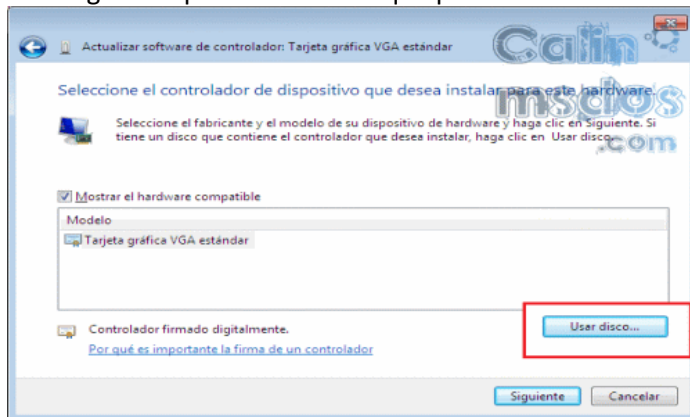 Actualizar software de controlador: Tarjeta gráfica VGA estándar
Seleccione el controlador de dispositivo que desea instalar para este hardware.
Seleccione el fabricante y el modelo de su dispositivo de hardware y haga clic en Siguiente. Si
tiene un disco que contiene el controlador que desea instalar, haga clic en Usar disco.
Mostrar el hardware compatible
Modelo
Tarjeta gráfica VGA estándar
Controlador firmado digitalmente.
Usar disco...
Por qué es importante la firma de un controlador
Siguiente
Cancelar
.com